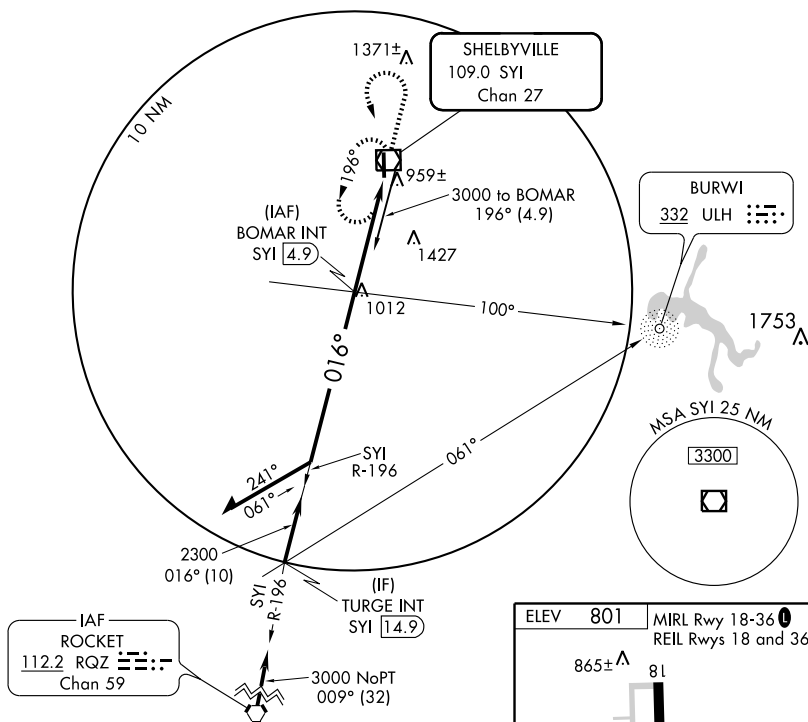 1371±
SHELBYVILLE
109.0 SYI
Chan 27
10 NM
196°
959±
3000 to BOMAR
196° (4.9)
BURWI
332 ULH
(IAF)
BOMAR INT
SYI 4.9
1427
1012
100°
1753
016°
MSA SYI 25 NM
3300
061°
SYI
R-196
241°
061°
2300
016° (10)
(IF)
TURGE INT
SYI 14.9
SYI
R-196
IAF
ROCKET
112.2 RQZ
Chan 59
3000 NoPT
009° (32)
ELEV 801
MIRL Rwy 18-36 L
REIL Rwys 18 and 36
865±
18